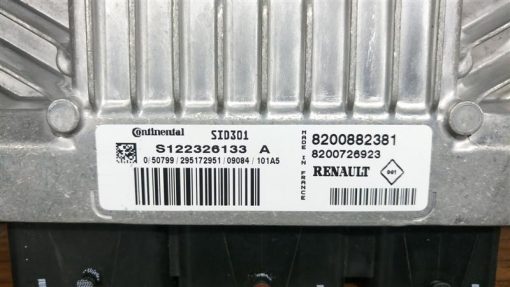 Continental SID301
S122326133 A
0/50799/295172951/09084/101A5
MADE IN FRANCE
8200882381
8200726923
RENAULT